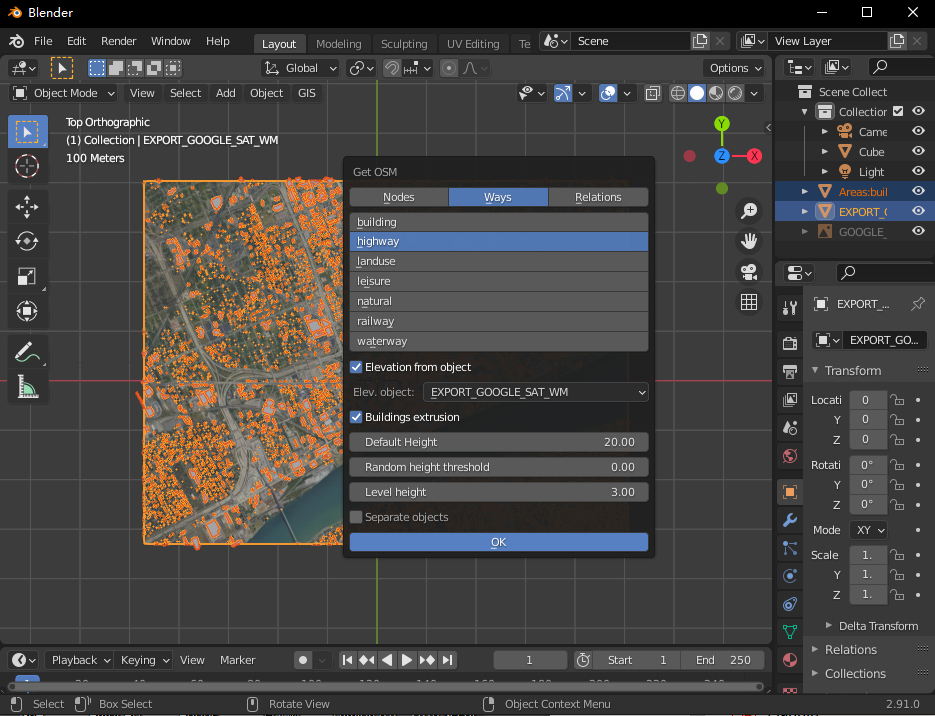 Blender
File Edit Render Window Help Layout Modeling Sculpting UV Editing Te Scene View Layer
Global Options
Object Mode View Select Add Object GIS
Top Orthographic
(1) Collection | EXPORT_GOOGLE_SAT_WM
100 Meters
Y
Z X
Get OSM
Nodes Ways Relations
building
highway
landuse
leisure
natural
railway
waterway
Elevation from object
Elev. object: EXPORT_GOOGLE_SAT_WM
Buildings extrusion
Default Height 20.00
Random height threshold 0.00
Level height 3.00
Separate objects
OK
Scene Collect
Collection
Came
Cube
Light
Areas:buil
EXPORT_G
GOOGLE_
EXPORT_...
EXPORT_GO...
Transform
Locati 0
Y 0
Z 0
Rotati 0°
Y 0°
Z 0°
Mode XY
Scale 1.
Y 1.
Z 1.
Delta Transform
Relations
Collections
Playback Keying View Marker 1 Start 1 End 250
Select Box Select Rotate View Object Context Menu 2.91.0